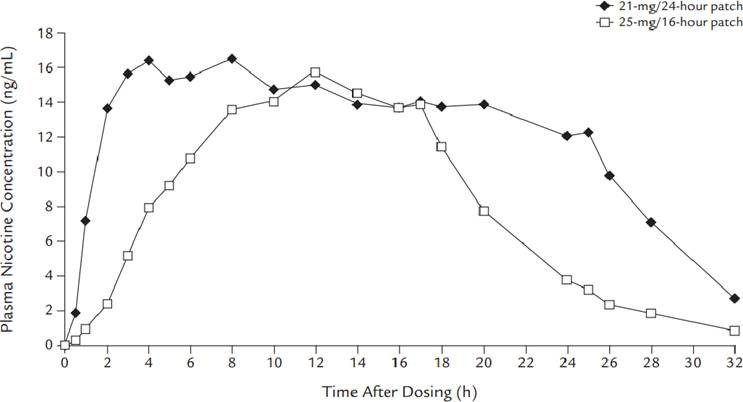 21-mg/24-hour patch
25-mg/16-hour patch
Plasma Nicotine Concentration (ng/mL)
18
16
14
12
10
8
6
4
2
0
0 2 4 6 8 10 12 14 16 18 20 22 24 26 28 30 32
Time After Dosing (h)